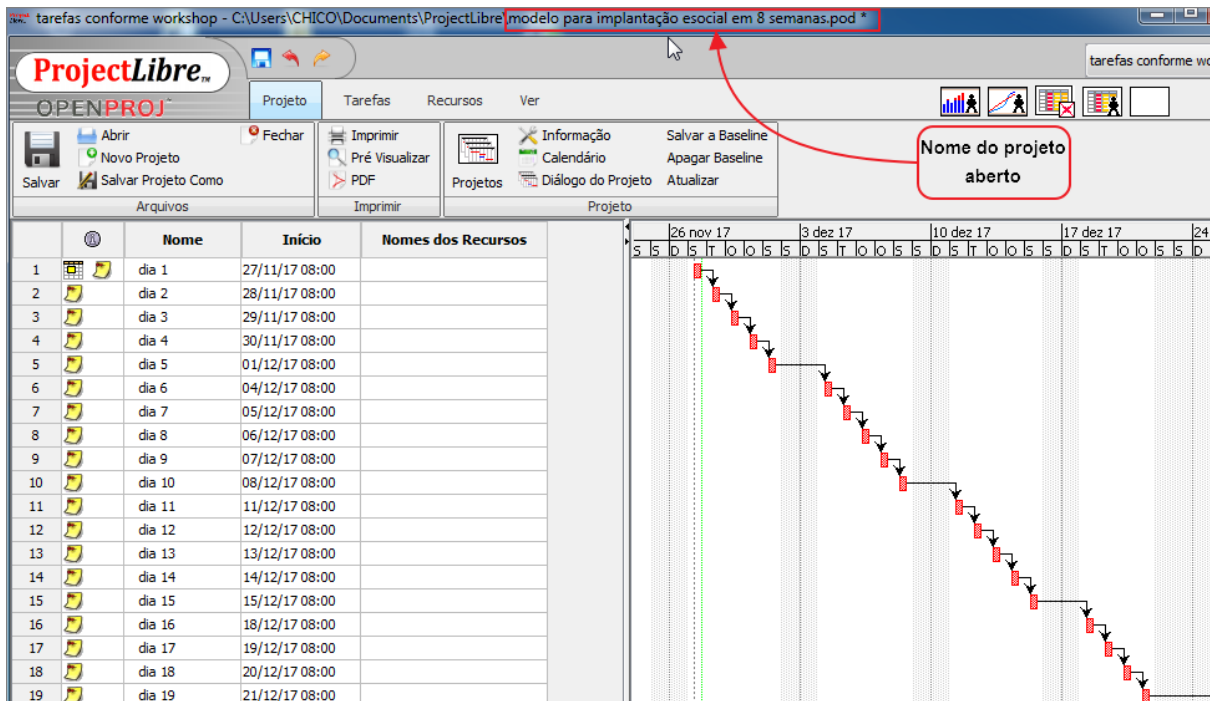 tarefas conforme workshop - C:\Users\CHICO\Documents\ProjectLibre\modelo para implantação esocial em 8 semanas.pod *
ProjectLibre™
OPENPROJ
tarefas conforme wo
Projeto Tarefas Recursos Ver
Salvar
Abrir
Novo Projeto
Salvar Projeto Como
Fechar
Arquivos
Imprimir
Pré Visualizar
PDF
Imprimir
Projetos
Informação
Calendário
Diálogo do Projeto
Salvar a Baseline
Apagar Baseline
Atualizar
Projeto
Nome do projeto
aberto
Nome Início Nomes dos Recursos
26 nov 17 3 dez 17 10 dez 17 17 dez 17 24
S S D S T O O S S D S T O O S S D S T O O S S D S T O O S S D
1 dia 1 27/11/17 08:00
2 dia 2 28/11/17 08:00
3 dia 3 29/11/17 08:00
4 dia 4 30/11/17 08:00
5 dia 5 01/12/17 08:00
6 dia 6 04/12/17 08:00
7 dia 7 05/12/17 08:00
8 dia 8 06/12/17 08:00
9 dia 9 07/12/17 08:00
10 dia 10 08/12/17 08:00
11 dia 11 11/12/17 08:00
12 dia 12 12/12/17 08:00
13 dia 13 13/12/17 08:00
14 dia 14 14/12/17 08:00
15 dia 15 15/12/17 08:00
16 dia 16 18/12/17 08:00
17 dia 17 19/12/17 08:00
18 dia 18 20/12/17 08:00
19 dia 19 21/12/17 08:00